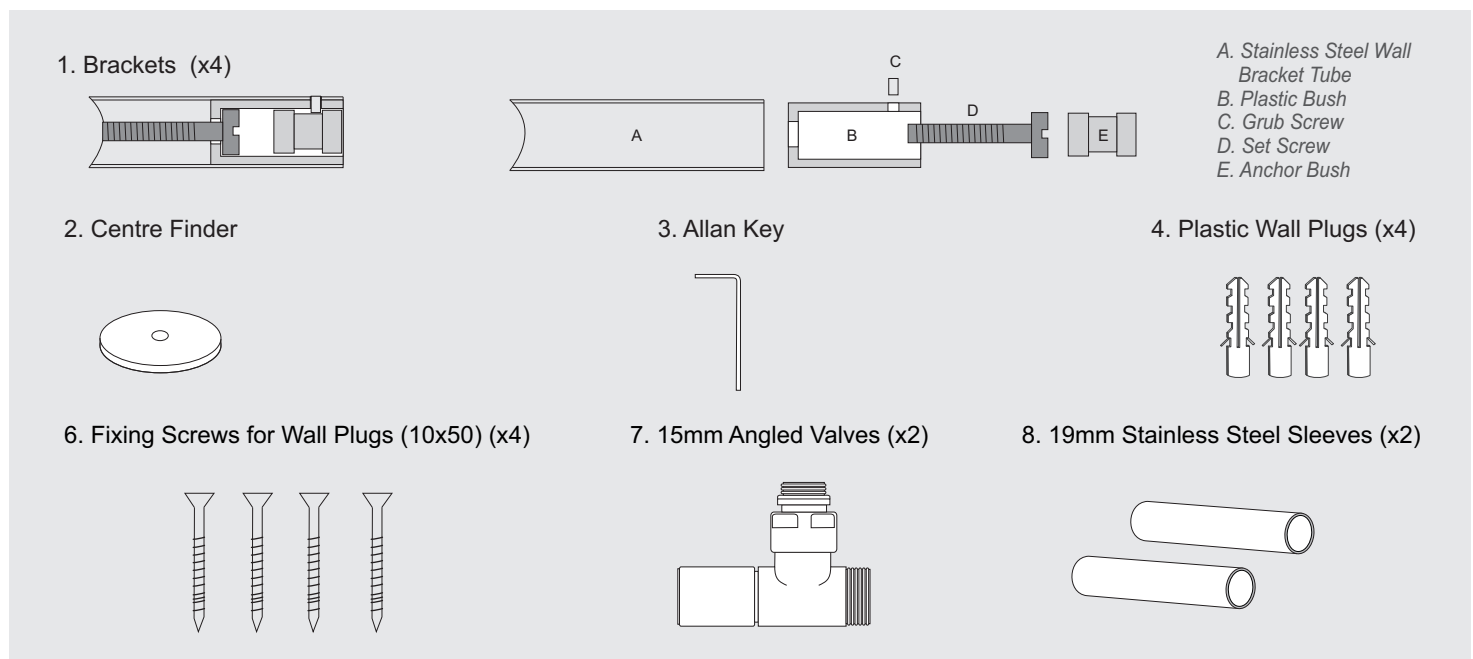 1. Brackets (x4)
C
A
B
D
E
A. Stainless Steel Wall
Bracket Tube
B. Plastic Bush
C. Grub Screw
D. Set Screw
E. Anchor Bush
2. Centre Finder
3. Allan Key
4. Plastic Wall Plugs (x4)
6. Fixing Screws for Wall Plugs (10x50) (x4)
7. 15mm Angled Valves (x2)
8. 19mm Stainless Steel Sleeves (x2)